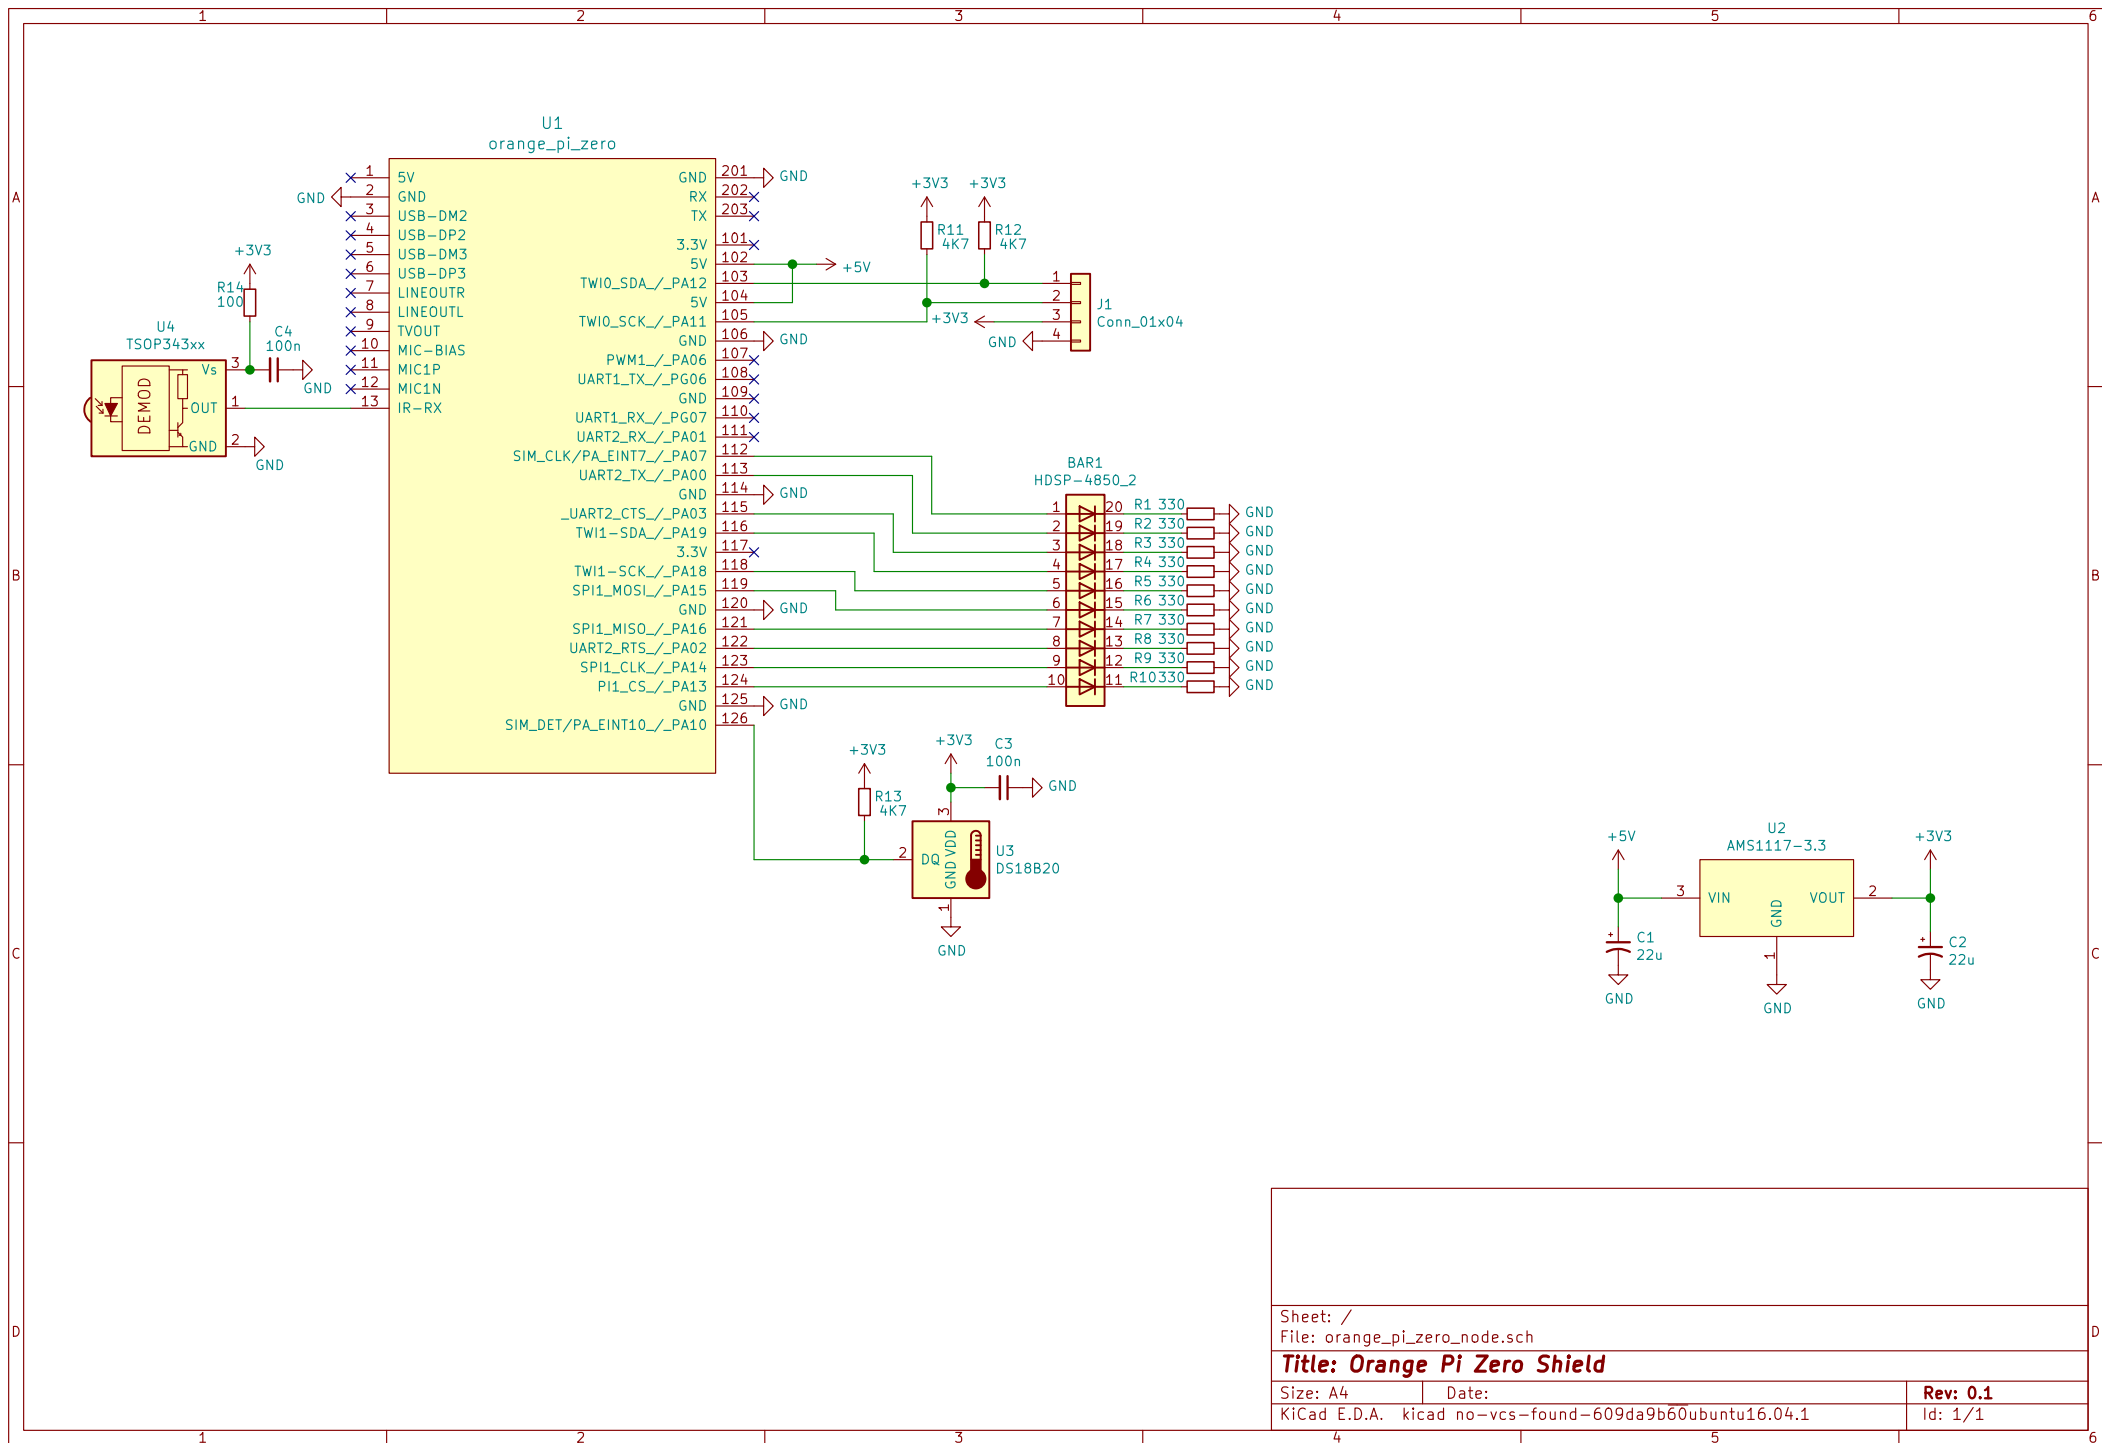 1 2 3 4 5 6
A
B
C
D
A
B
C
D
U1
orange_pi_zero
1 5V
2 GND
3 USB-DM2
4 USB-DP2
5 USB-DM3
6 USB-DP3
7 LINEOUTR
8 LINEOUTL
9 TVOUT
10 MIC-BIAS
11 MIC1P
12 MIC1N
13 IR-RX
GND
GND 201
RX 202
TX 203
3.3V 101
5V 102
TWI0_SDA_/_PA12 103
5V 104
TWI0_SCK_/_PA11 105
GND 106
PWM1_/_PA06 107
UART1_TX_/_PG06 108
GND 109
UART1_RX_/_PG07 110
UART2_RX_/_PA01 111
SIM_CLK/PA_EINT7_/_PA07 112
UART2_TX_/_PA00 113
GND 114
_UART2_CTS_/_PA03 115
TWI1-SDA_/_PA19 116
3.3V 117
TWI1-SCK_/_PA18 118
SPI1_MOSI_/_PA15 119
GND 120
SPI1_MISO_/_PA16 121
UART2_RTS_/_PA02 122
SPI1_CLK_/_PA14 123
PI1_CS_/_PA13 124
GND 125
SIM_DET/PA_EINT10_/_PA10 126
GND
+5V
GND
GND
GND
GND
+3V3
R14
100
C4
100n
GND
U4
TSOP343xx
DEMOD
Vs 3
OUT 1
GND 2
GND
+3V3 +3V3
R11
4K7
R12
4K7
+3V3
GND
1
2
3
4
J1
Conn_01x04
BAR1
HDSP-4850_2
1 20 R1 330 GND
2 19 R2 330 GND
3 18 R3 330 GND
4 17 R4 330 GND
5 16 R5 330 GND
6 15 R6 330 GND
7 14 R7 330 GND
8 13 R8 330 GND
9 12 R9 330 GND
10 11 R10 330 GND
+3V3
R13
4K7
+3V3
C3
100n
GND
3
2
1
DQ
VDD
GND
U3
DS18B20
GND
+5V
U2
AMS1117-3.3
+3V3
3 VIN
VOUT 2
GND
1
+
C1
22u
GND
GND
+
C2
22u
GND
Sheet: /
File: orange_pi_zero_node.sch
Title: Orange Pi Zero Shield
Size: A4 Date: Rev: 0.1
KiCad E.D.A. kicad no-vcs-found-609da9b60ubuntu16.04.1 Id: 1/1
1 2 3 4 5 6